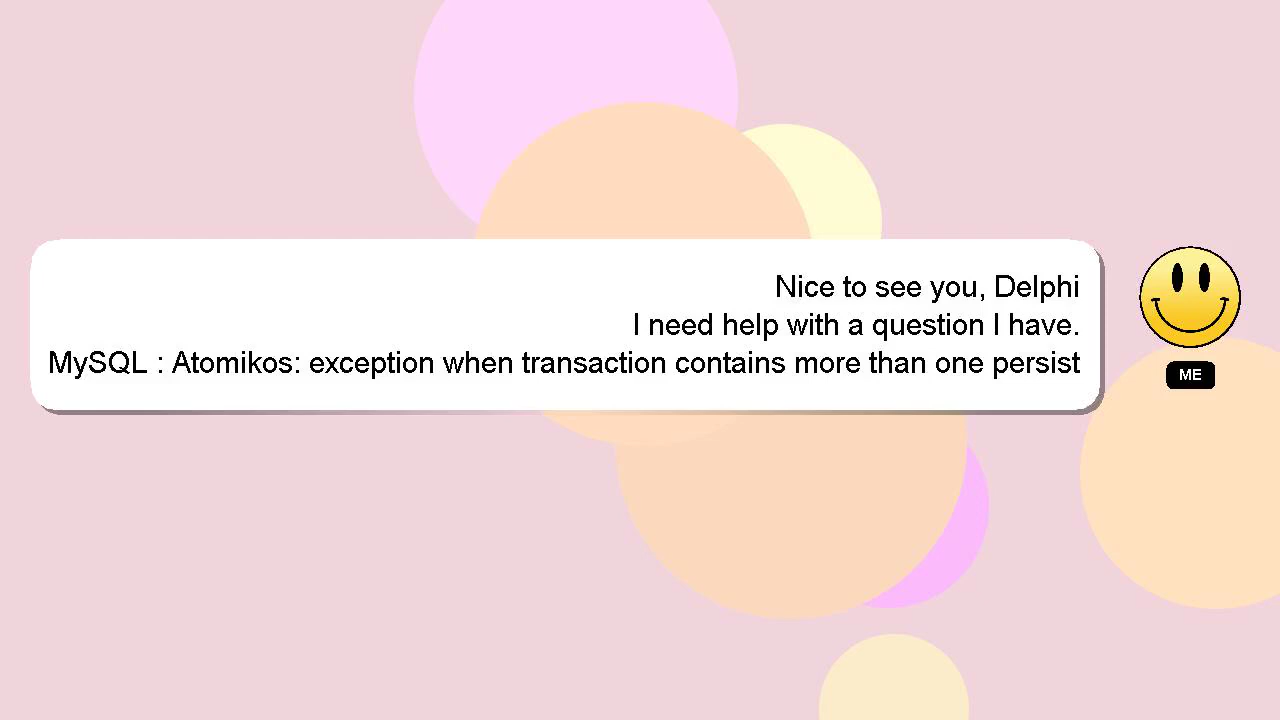 Nice to see you, Delphi
I need help with a question I have.
MySQL : Atomikos: exception when transaction contains more than one persist
ME